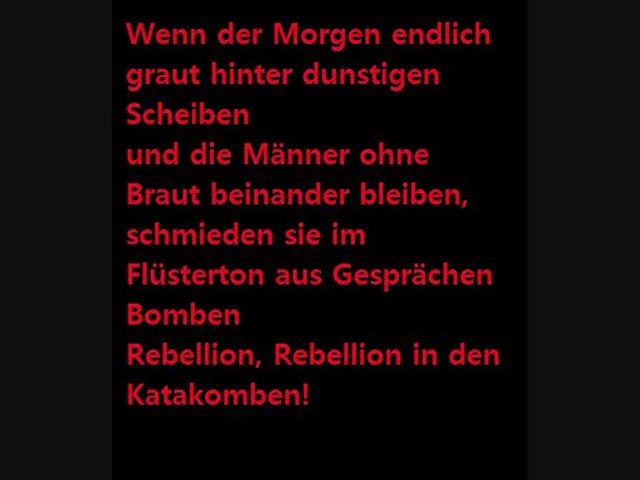 Wenn der Morgen endlich
graut hinter dunstigen
Scheiben
und die Männer ohne
Braut beinander bleiben,
schmieden sie im
Flüsterton aus Gesprächen
Bomben
Rebellion, Rebellion in den
Katakomben!